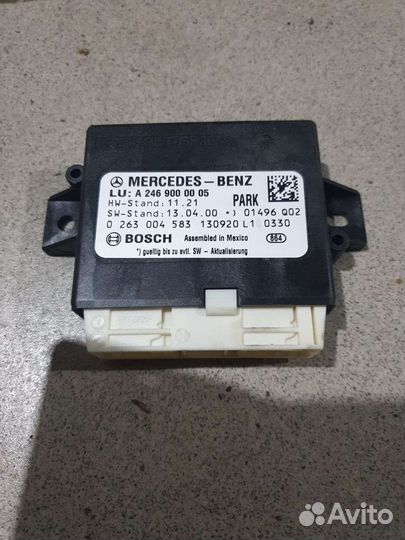 MERCEDES-BENZ
LU: A 246 900 00 05
HW-Stand: 11.21 PARK
SW-Stand: 13.04.00 *) 01496 Q02
0 263 004 583 130920 L1 0330
BOSCH Assembled in Mexico 864
*) gueltig bis zu evtl. SW - Aktualisierung
Avito